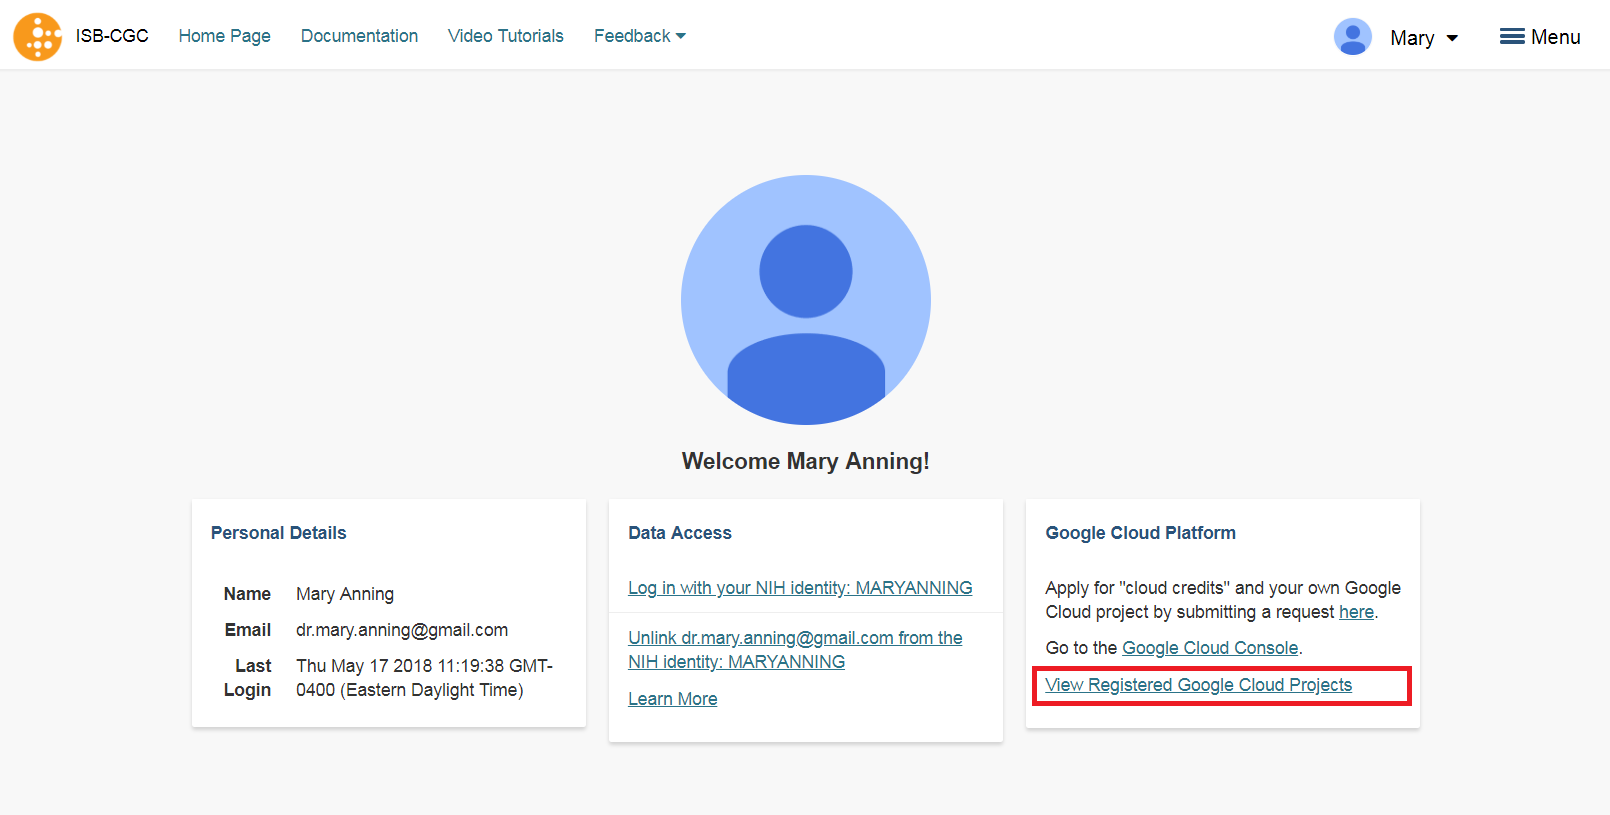 ISB-CGC Home Page Documentation Video Tutorials Feedback Mary Menu
Welcome Mary Anning!
Personal Details
Name Mary Anning
Email dr.mary.anning@gmail.com
Last Thu May 17 2018 11:19:38 GMT-
Login 0400 (Eastern Daylight Time)
Data Access
Log in with your NIH identity: MARYANNING
Unlink dr.mary.anning@gmail.com from the
NIH identity: MARYANNING
Learn More
Google Cloud Platform
Apply for "cloud credits" and your own Google
Cloud project by submitting a request here.
Go to the Google Cloud Console.
View Registered Google Cloud Projects